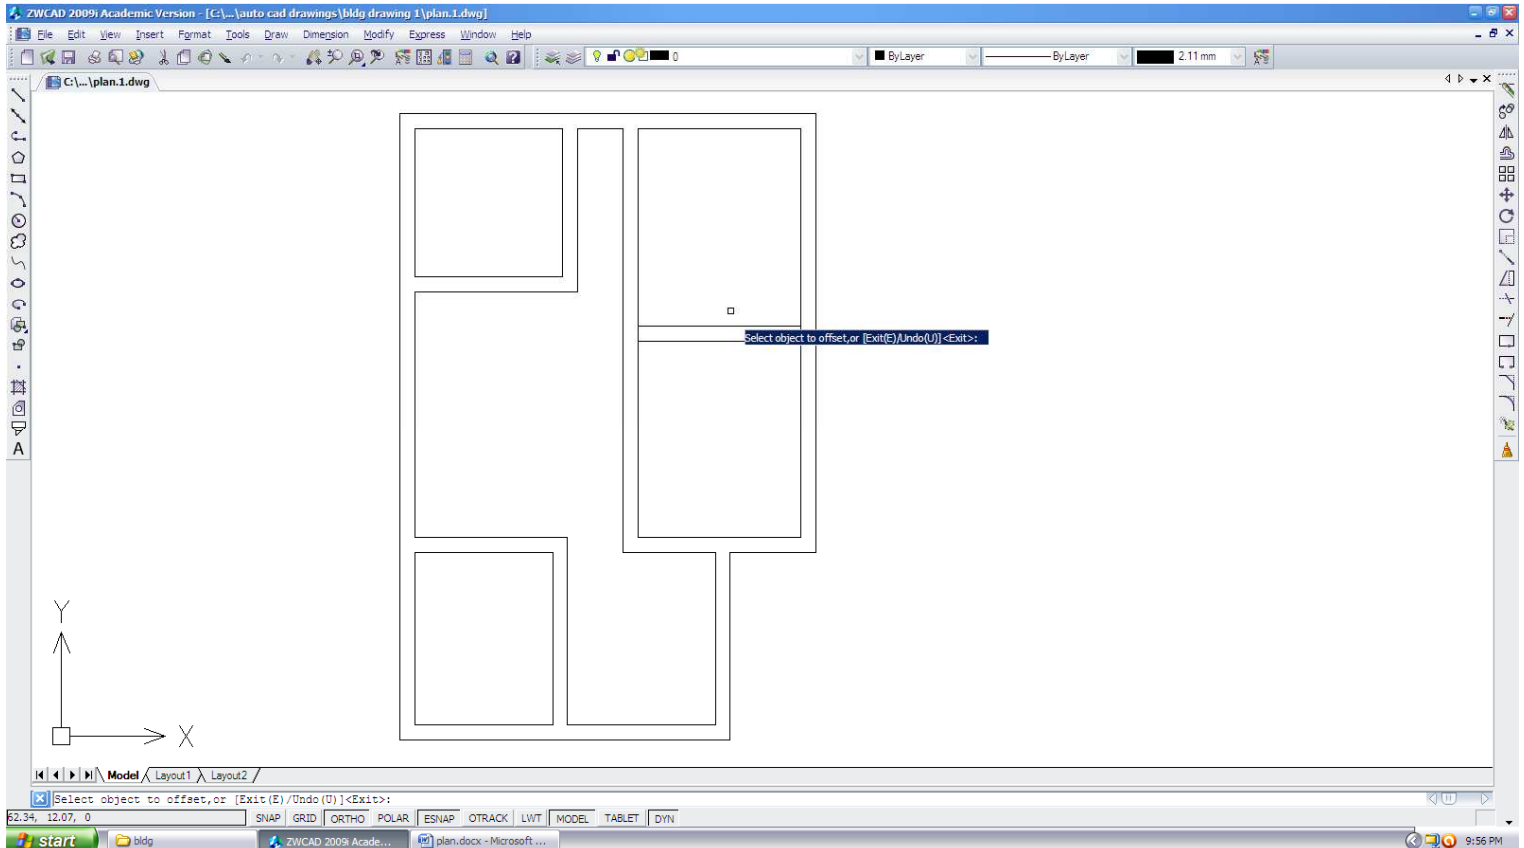 ZWCAD 2009i Academic Version - [C:\...\auto cad drawings\bldg drawing 1\plan.1.dwg]
File Edit View Insert Format Tools Draw Dimension Modify Express Window Help
0 ByLayer ByLayer 2.11 mm
C:\...\plan.1.dwg
Select object to offset,or [Exit(E)/Undo(U)]<Exit>:
A
Y
X
Model Layout1 Layout2
Select object to offset,or [Exit(E)/Undo(U)]<Exit>:
62.34, 12.07, 0 SNAP GRID ORTHO POLAR ESNAP OTRACK LWT MODEL TABLET DYN
start bldg ZWCAD 2009i Acade... plan.docx - Microsoft ... 9:56 PM